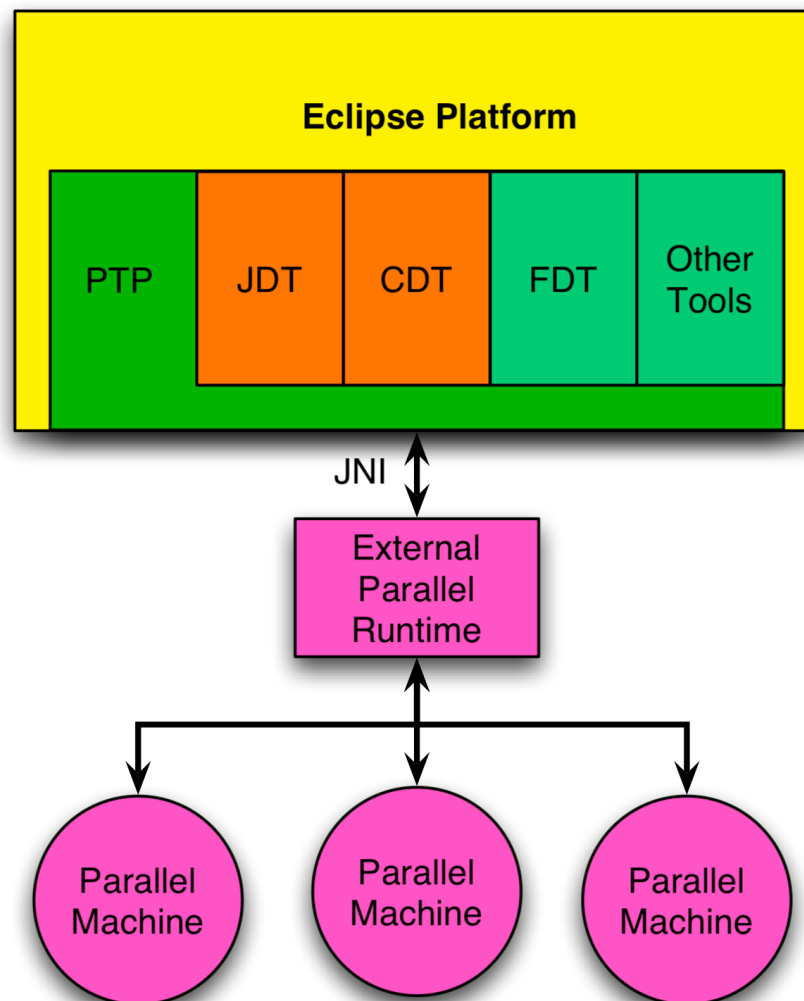 Eclipse Platform
PTP
JDT
CDT
FDT
Other
Tools
JNI
External
Parallel
Runtime
Parallel
Machine
Parallel
Machine
Parallel
Machine